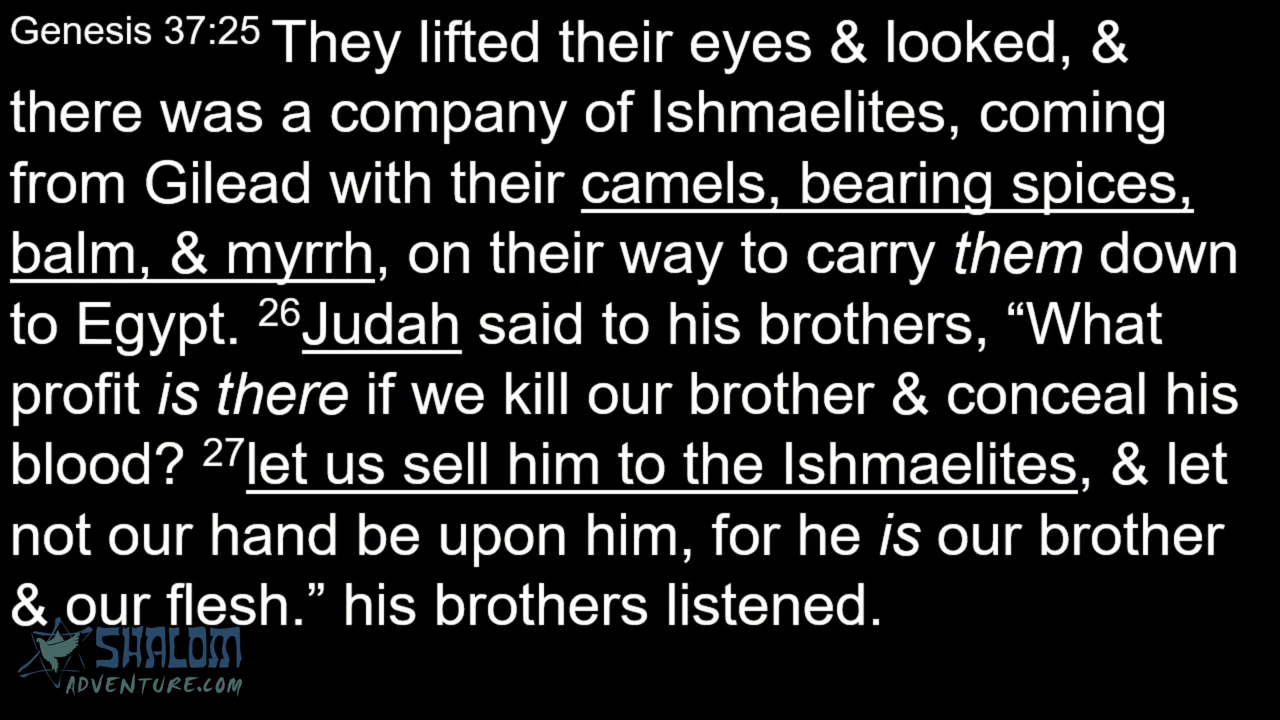 Genesis 37:25 They lifted their eyes & looked, &
there was a company of Ishmaelites, coming
from Gilead with their camels, bearing spices,
balm, & myrrh, on their way to carry them down
to Egypt. 26Judah said to his brothers, “What
profit is there if we kill our brother & conceal his
blood? 27let us sell him to the Ishmaelites, & let
not our hand be upon him, for he is our brother
& our flesh.” his brothers listened.
SHALOM
ADVENTURE.COM